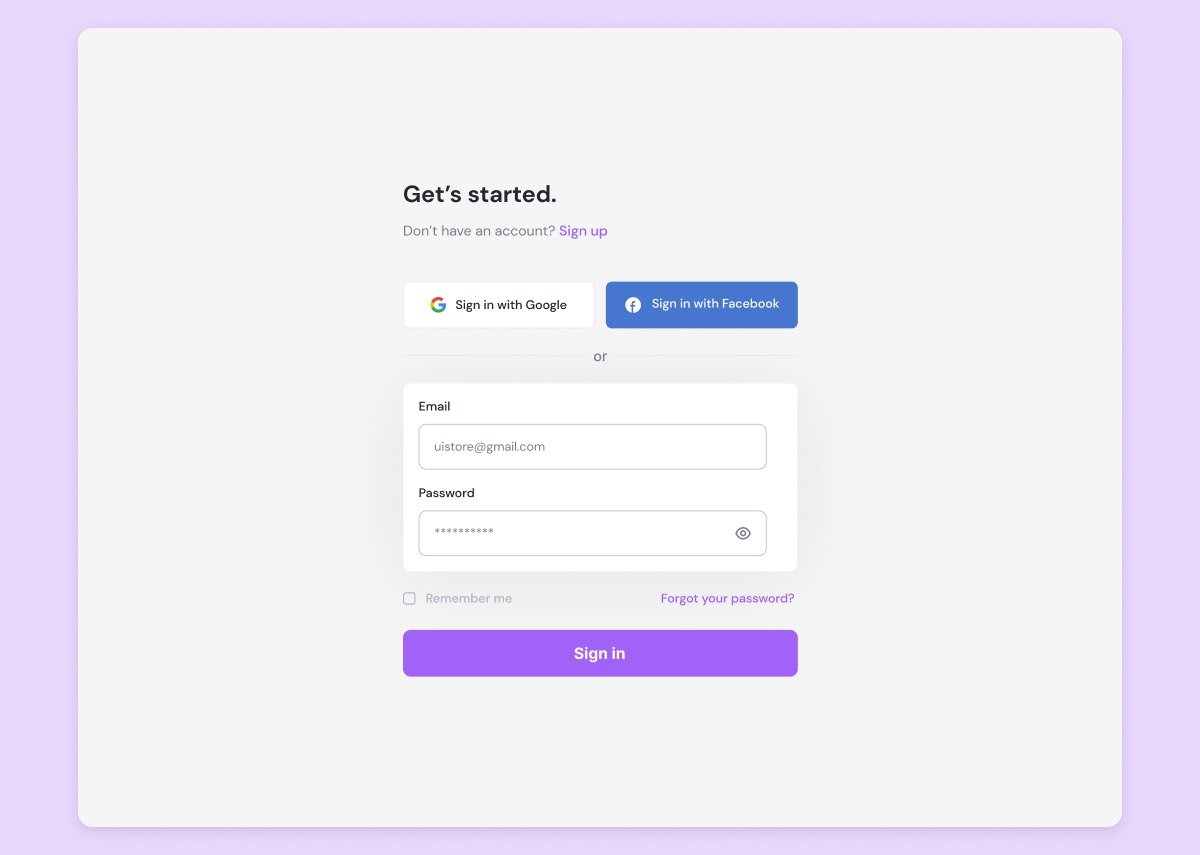 Get’s started.
Don’t have an account? Sign up
Sign in with Google
Sign in with Facebook
or
Email
uistore@gmail.com
Password
**********
Remember me
Forgot your password?
Sign in